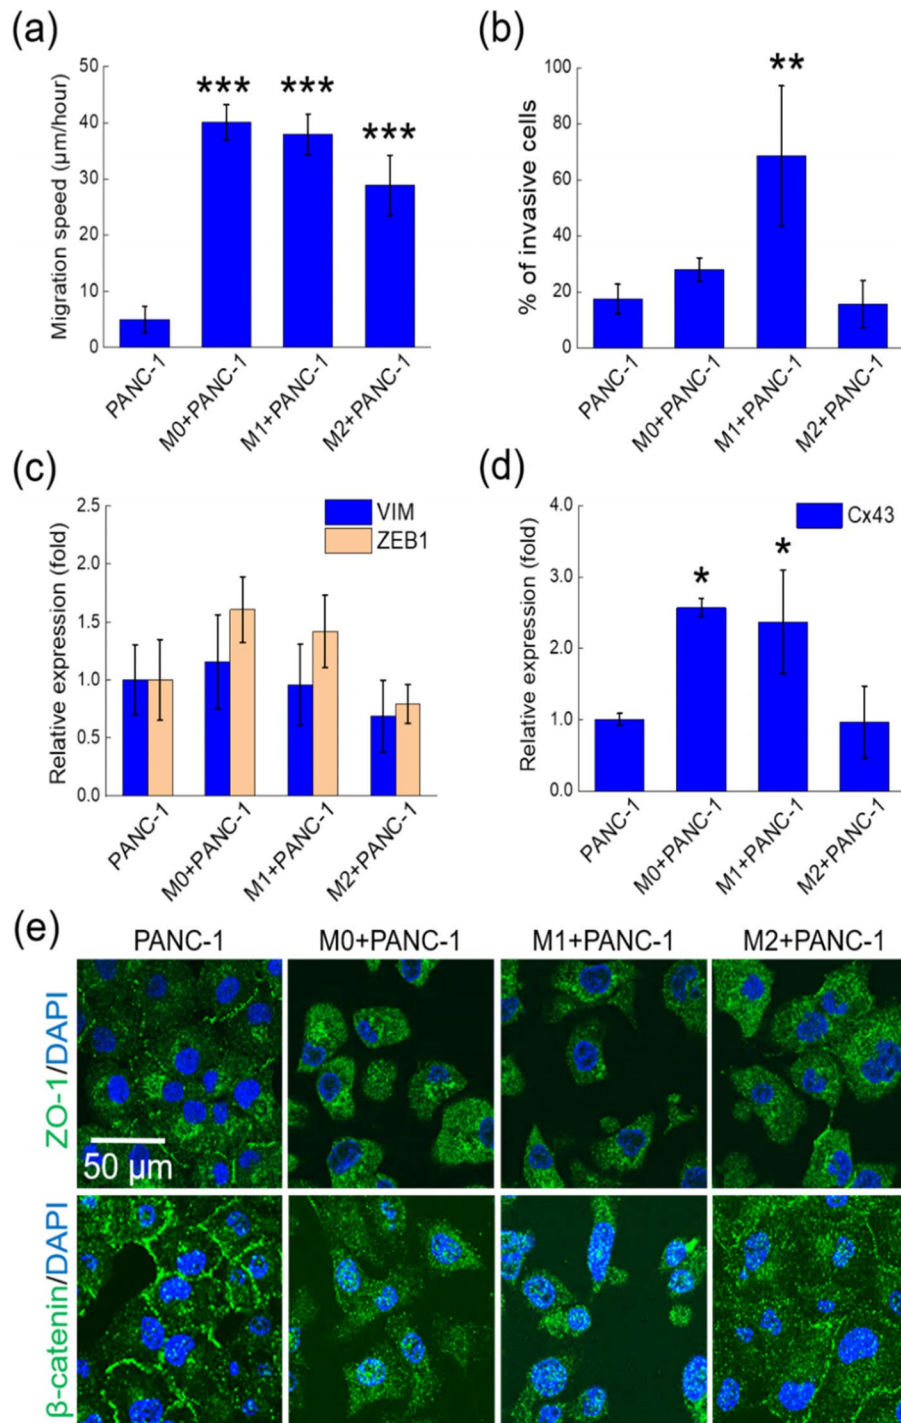 (a)
Migration speed (µm/hour)
50
40
30
20
10
0
***
***
***
PANC-1
M0+PANC-1
M1+PANC-1
M2+PANC-1
(b)
% of invasive cells
100
80
60
40
20
0
**
PANC-1
M0+PANC-1
M1+PANC-1
M2+PANC-1
(c)
Relative expression (fold)
2.5
2.0
1.5
1.0
0.5
0.0
VIM
ZEB1
PANC-1
M0+PANC-1
M1+PANC-1
M2+PANC-1
(d)
Relative expression (fold)
4.0
3.0
2.0
1.0
0.0
Cx43
*
*
PANC-1
M0+PANC-1
M1+PANC-1
M2+PANC-1
(e)
PANC-1
M0+PANC-1
M1+PANC-1
M2+PANC-1
ZO-1/DAPI
50 µm
β-catenin/DAPI